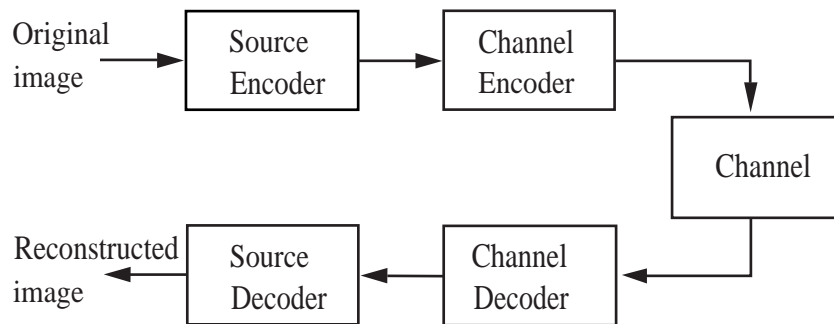 Original
image
Source
Encoder
Channel
Encoder
Channel
Reconstructed
image
Source
Decoder
Channel
Decoder